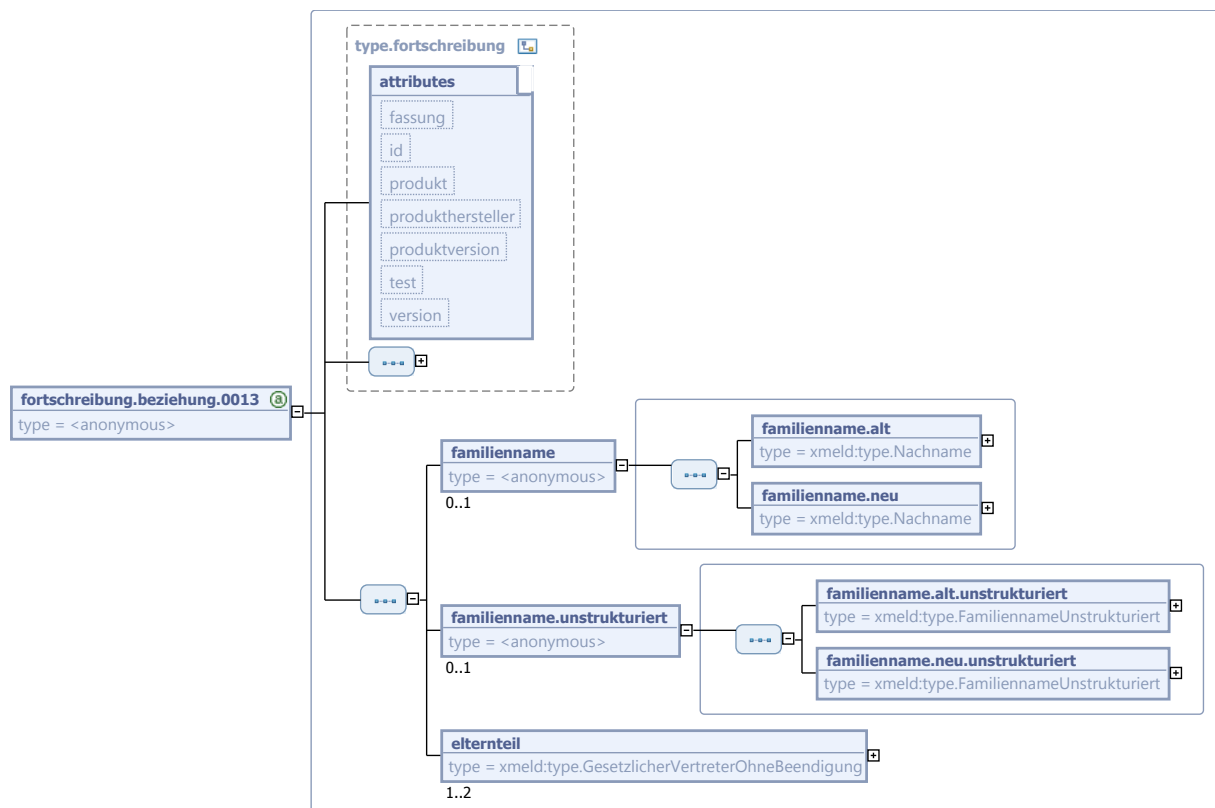 type.fortschreibung
attributes
fassung
id
produkt
produkthersteller
produktversion
test
version
fortschreibung.beziehung.0013 a
type = <anonymous>
familienname
type = <anonymous>
0..1
familienname.alt
type = xmeld:type.Nachname
familienname.neu
type = xmeld:type.Nachname
familienname.unstrukturiert
type = <anonymous>
0..1
familienname.alt.unstrukturiert
type = xmeld:type.FamiliennameUnstrukturiert
familienname.neu.unstrukturiert
type = xmeld:type.FamiliennameUnstrukturiert
elternteil
type = xmeld:type.GesetzlicherVertreterOhneBeendigung
1..2